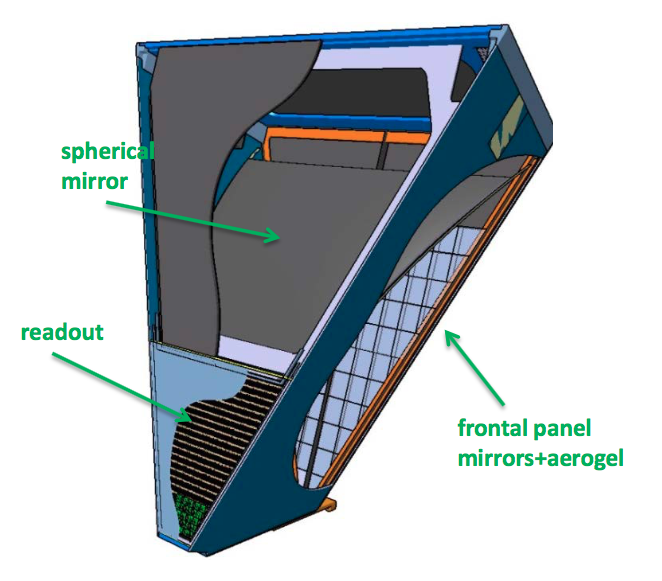 spherical
mirror
readout
frontal panel
mirrors+aerogel